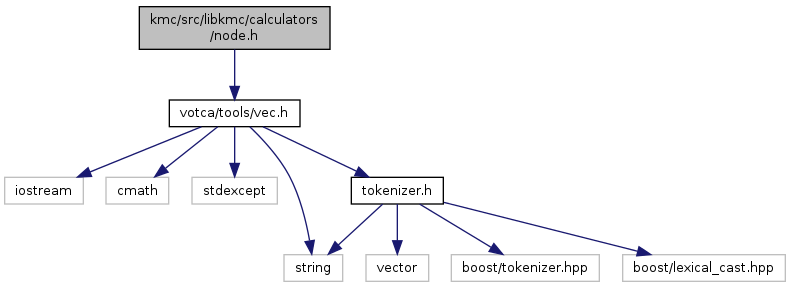 kmc/src/libkmc/calculators
/node.h
votca/tools/vec.h
iostream
cmath
stdexcept
tokenizer.h
string
vector
boost/tokenizer.hpp
boost/lexical_cast.hpp